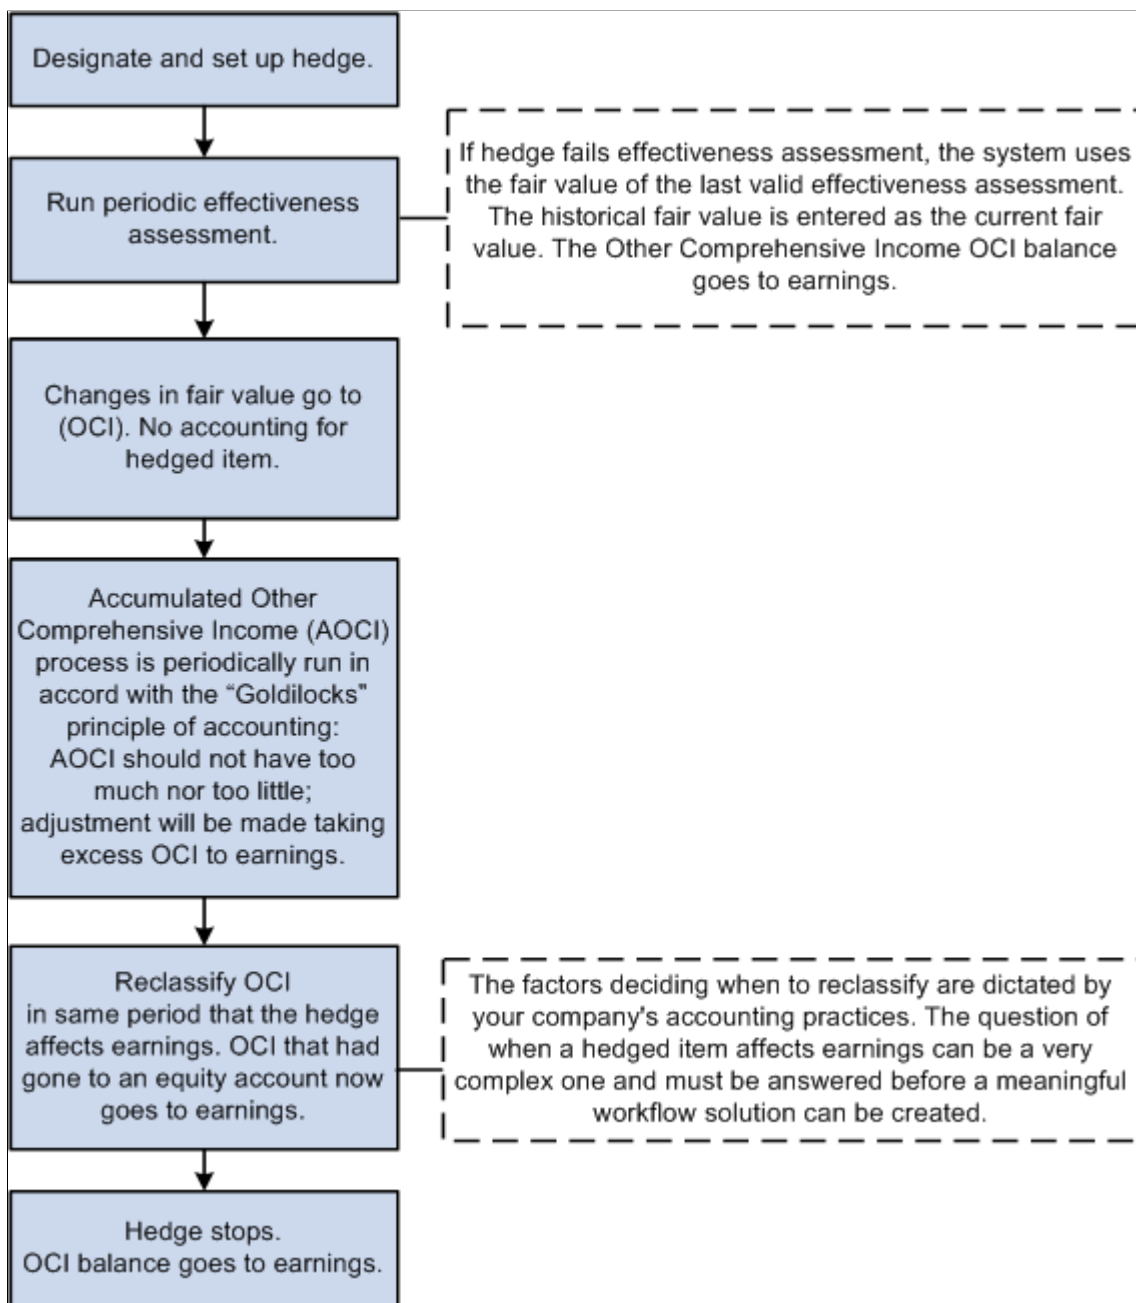 Designate and set up hedge.
Run periodic effectiveness
assessment.
If hedge fails effectiveness assessment, the system uses
the fair value of the last valid effectiveness assessment.
The historical fair value is entered as the current fair
value. The Other Comprehensive Income OCI balance
goes to earnings.
Changes in fair value go to
(OCI). No accounting for
hedged item.
Accumulated Other
Comprehensive Income (AOCI)
process is periodically run in
accord with the “Goldilocks”
principle of accounting:
AOCI should not have too
much nor too little;
adjustment will be made taking
excess OCI to earnings.
Reclassify OCI
in same period that the hedge
affects earnings. OCI that had
gone to an equity account now
goes to earnings.
The factors deciding when to reclassify are dictated by
your company's accounting practices. The question of
when a hedged item affects earnings can be a very
complex one and must be answered before a meaningful
workflow solution can be created.
Hedge stops.
OCI balance goes to earnings.